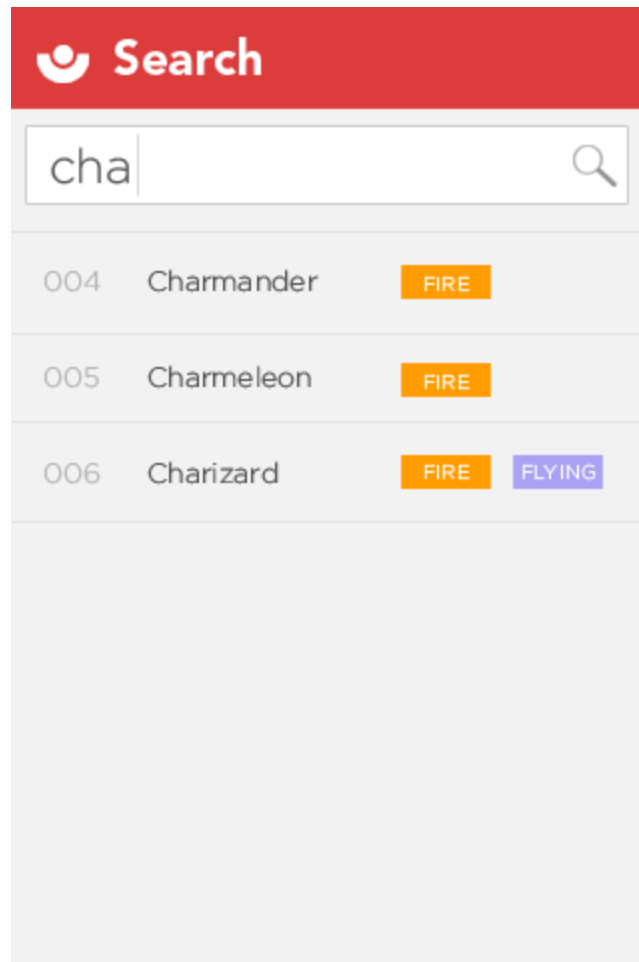 Search
cha
004 Charmander FIRE
005 Charmeleon FIRE
006 Charizard FIRE FLYING